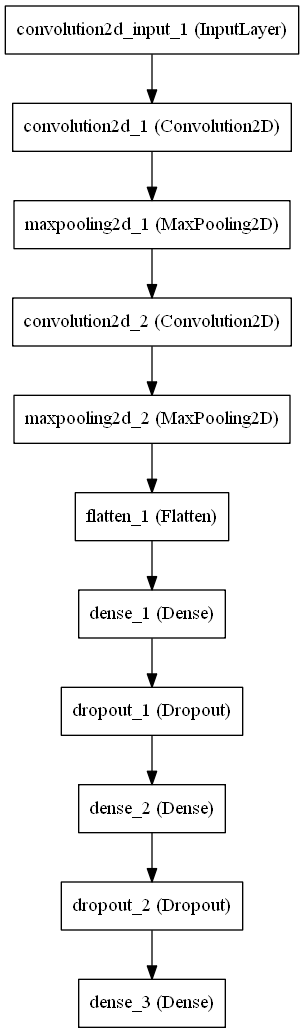 convolution2d_input_1 (InputLayer)
convolution2d_1 (Convolution2D)
maxpooling2d_1 (MaxPooling2D)
convolution2d_2 (Convolution2D)
maxpooling2d_2 (MaxPooling2D)
flatten_1 (Flatten)
dense_1 (Dense)
dropout_1 (Dropout)
dense_2 (Dense)
dropout_2 (Dropout)
dense_3 (Dense)